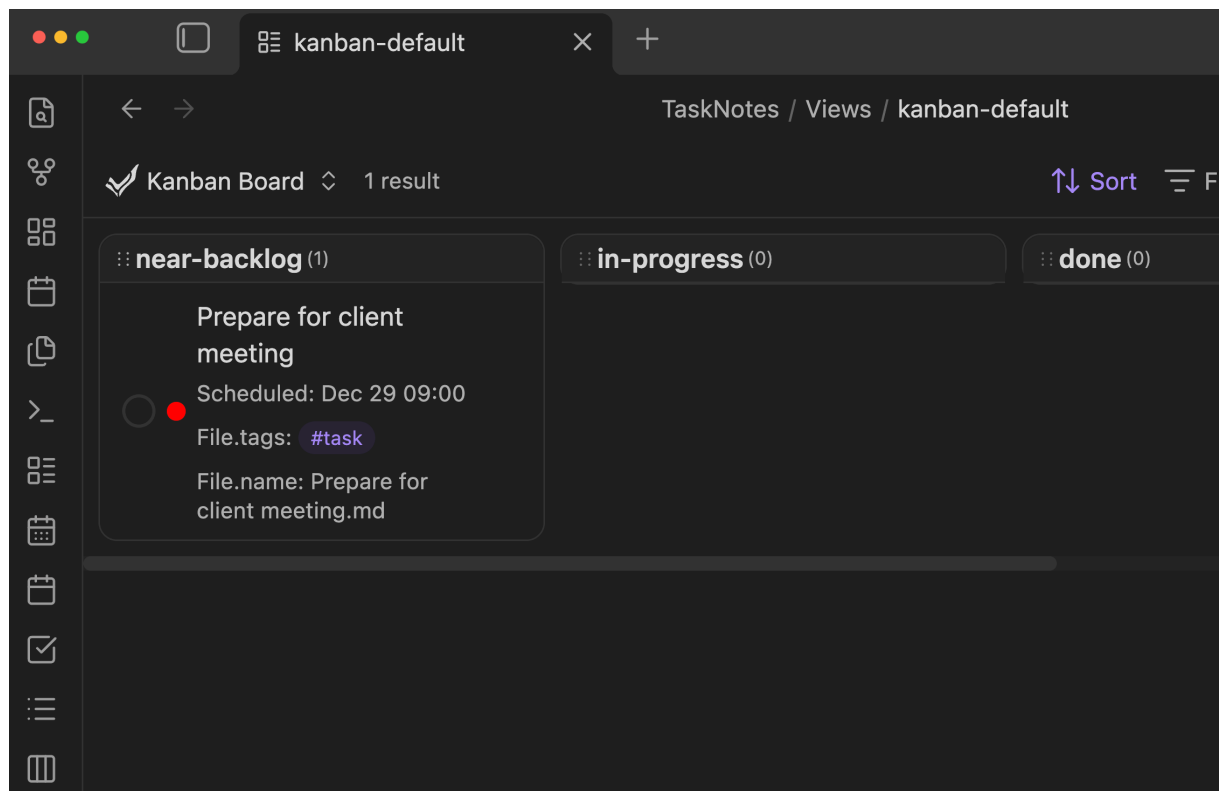 kanban-default
TaskNotes / Views / kanban-default
Kanban Board 1 result
Sort F
near-backlog (1)
Prepare for client
meeting
Scheduled: Dec 29 09:00
File.tags: #task
File.name: Prepare for
client meeting.md
in-progress (0)
done (0)